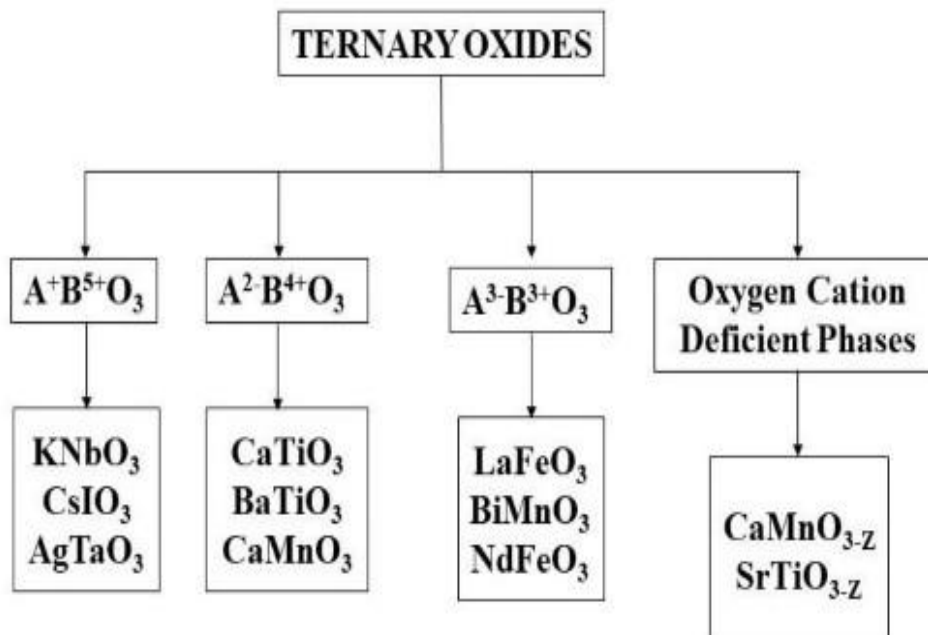 TERNARY OXIDES
A⁺B⁵⁺O₃
A²⁻B⁴⁺O₃
A³⁻B³⁺O₃
Oxygen Cation
Deficient Phases
KNbO₃
CsIO₃
AgTaO₃
CaTiO₃
BaTiO₃
CaMnO₃
LaFeO₃
BiMnO₃
NdFeO₃
CaMnO₃₋Z
SrTiO₃₋Z